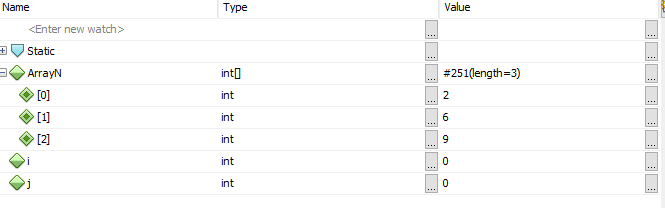 Name Type Value
<Enter new watch> ...
Static ...
ArrayN int[] ... #251(length=3) ...
[0] int ... 2 ...
[1] int ... 6 ...
[2] int ... 9 ...
i int ... 0 ...
j int ... 0 ...